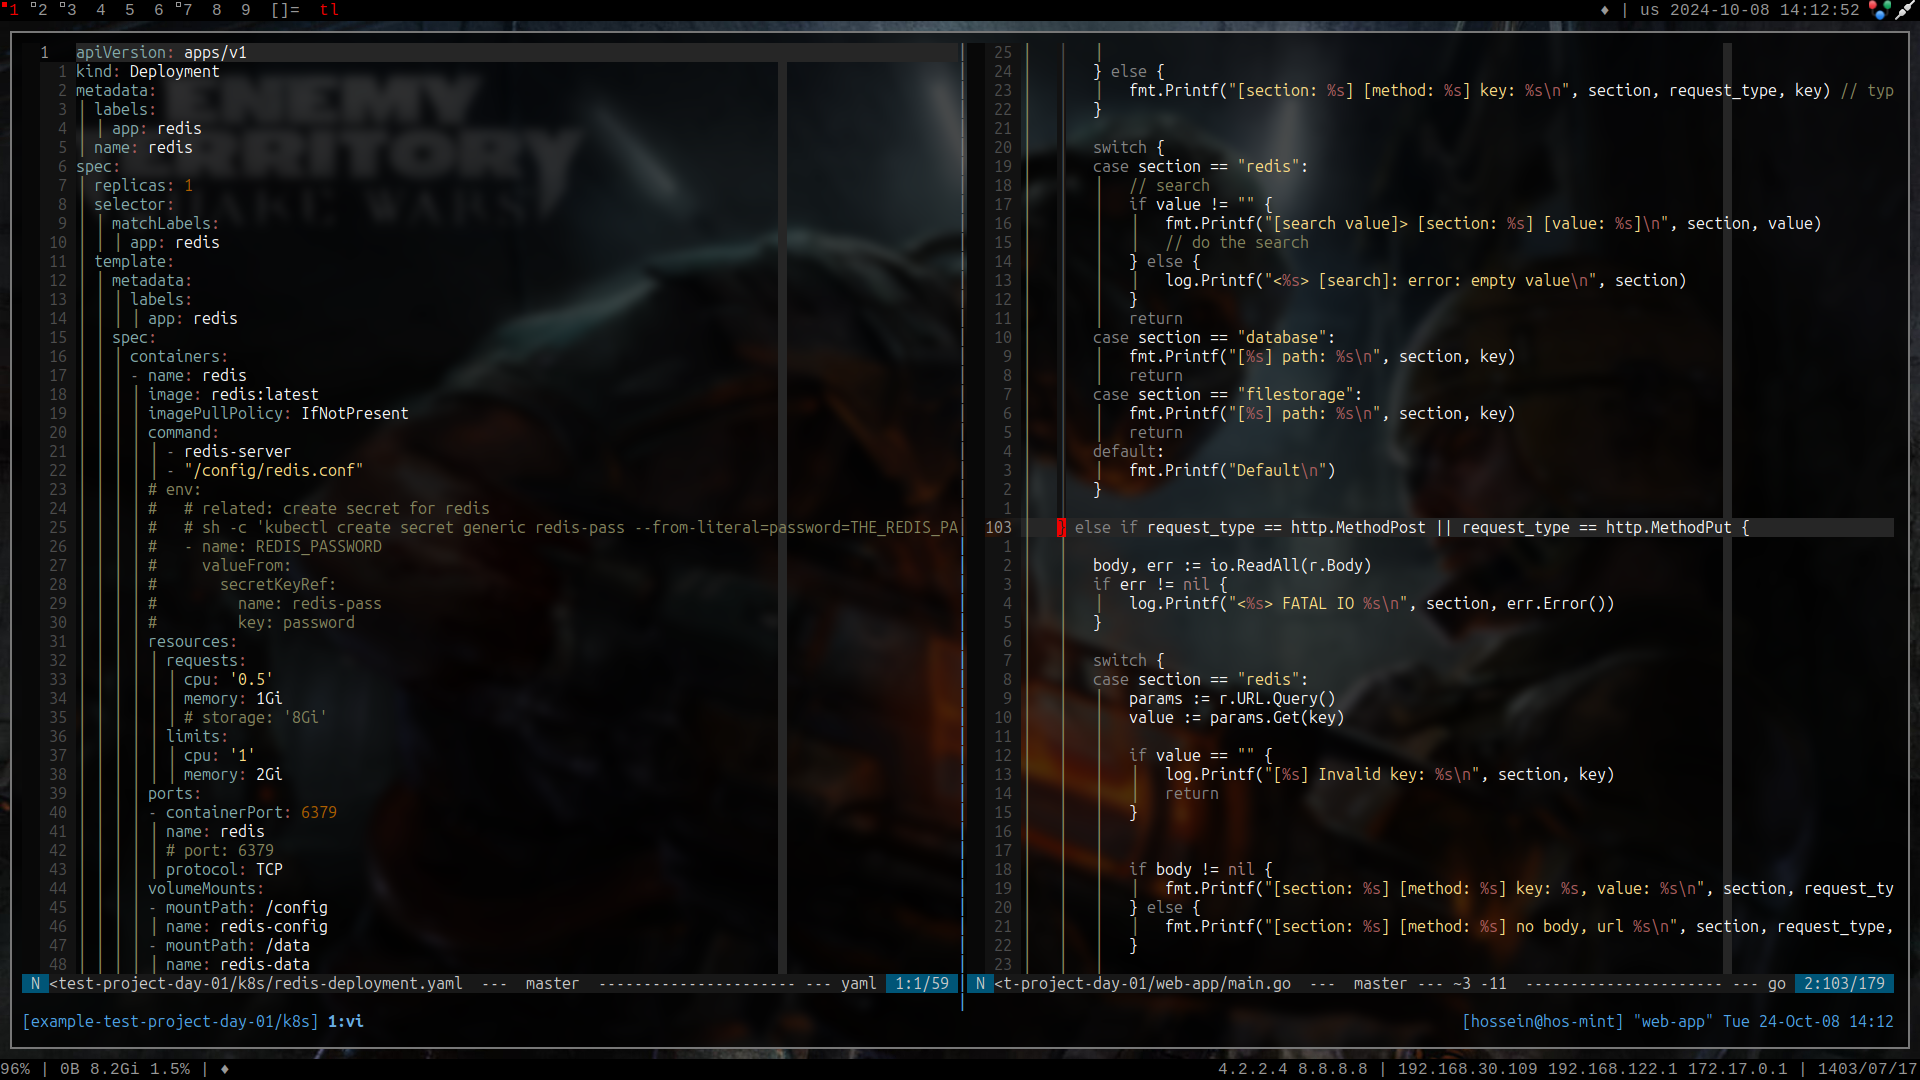 1 2 3 4 5 6 7 8 9 []= tl
♦ | us 2024-10-08 14:12:52
1 apiVersion: apps/v1
1 kind: Deployment
2 metadata:
3 labels:
4 app: redis
5 name: redis
6 spec:
7 replicas: 1
8 selector:
9 matchLabels:
10 app: redis
11 template:
12 metadata:
13 labels:
14 app: redis
15 spec:
16 containers:
17 - name: redis
18 image: redis:latest
19 imagePullPolicy: IfNotPresent
20 command:
21 - redis-server
22 - "/config/redis.conf"
23 # env:
24 # # related: create secret for redis
25 # # sh -c 'kubectl create secret generic redis-pass --from-literal=password=THE_REDIS_PA
26 # - name: REDIS_PASSWORD
27 # valueFrom:
28 # secretKeyRef:
29 # name: redis-pass
30 # key: password
31 resources:
32 requests:
33 cpu: '0.5'
34 memory: 1Gi
35 # storage: '8Gi'
36 limits:
37 cpu: '1'
38 memory: 2Gi
39 ports:
40 - containerPort: 6379
41 name: redis
42 # port: 6379
43 protocol: TCP
44 volumeMounts:
45 - mountPath: /config
46 name: redis-config
47 - mountPath: /data
48 name: redis-data
N <test-project-day-01/k8s/redis-deployment.yaml --- master ---------------------- --- yaml 1:1/59
25
24 } else {
23 fmt.Printf("[section: %s] [method: %s] key: %s\n", section, request_type, key) // typ
22 }
21
20 switch {
19 case section == "redis":
18 // search
17 if value != "" {
16 fmt.Printf("[search value]> [section: %s] [value: %s]\n", section, value)
15 // do the search
14 } else {
13 log.Printf("<%s> [search]: error: empty value\n", section)
12 }
11 return
10 case section == "database":
9 fmt.Printf("[%s] path: %s\n", section, key)
8 return
7 case section == "filestorage":
6 fmt.Printf("[%s] path: %s\n", section, key)
5 return
4 default:
3 fmt.Printf("Default\n")
2 }
1
103 } else if request_type == http.MethodPost || request_type == http.MethodPut {
1
2 body, err := io.ReadAll(r.Body)
3 if err != nil {
4 log.Printf("<%s> FATAL IO %s\n", section, err.Error())
5 }
6
7 switch {
8 case section == "redis":
9 params := r.URL.Query()
10 value := params.Get(key)
11
12 if value == "" {
13 log.Printf("[%s] Invalid key: %s\n", section, key)
14 return
15 }
16
17
18 if body != nil {
19 fmt.Printf("[section: %s] [method: %s] key: %s, value: %s\n", section, request_ty
20 } else {
21 fmt.Printf("[section: %s] [method: %s] no body, url %s\n", section, request_type,
22 }
23
N <t-project-day-01/web-app/main.go --- master --- ~3 -11 ---------------------- --- go 2:103/179
ENEMY
TERRITORY
QUAKE WARS
[example-test-project-day-01/k8s] 1:vi
[hossein@hos-mint] "web-app" Tue 24-Oct-08 14:12
96% | 0B 8.2Gi 1.5% | ♦
4.2.2.4 8.8.8.8 | 192.168.30.109 192.168.122.1 172.17.0.1 | 1403/07/17